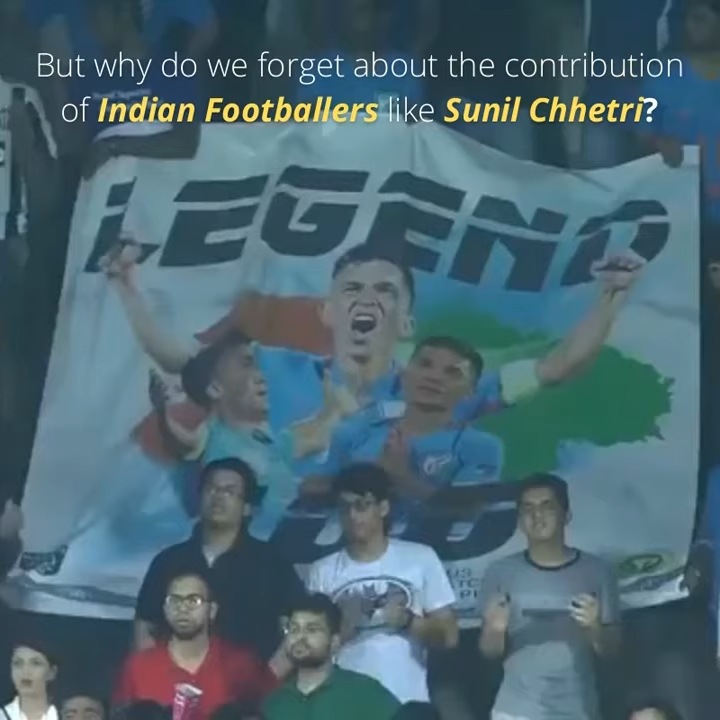 But why do we forget about the contribution
of Indian Footballers like Sunil Chhetri?
LEGEND